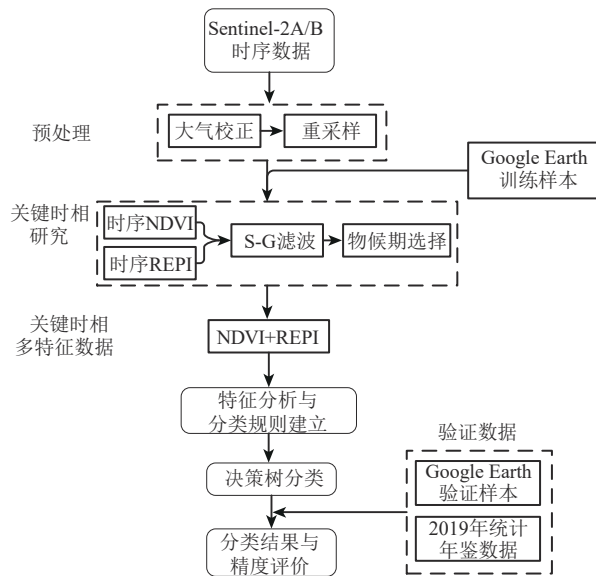 Sentinel-2A/B
时序数据
预处理
大气校正
重采样
Google Earth
训练样本
关键时相
研究
时序NDVI
时序REPI
S-G滤波
物候期选择
关键时相
多特征数据
NDVI+REPI
特征分析与
分类规则建立
验证数据
决策树分类
Google Earth
验证样本
2019年统计
年鉴数据
分类结果与
精度评价